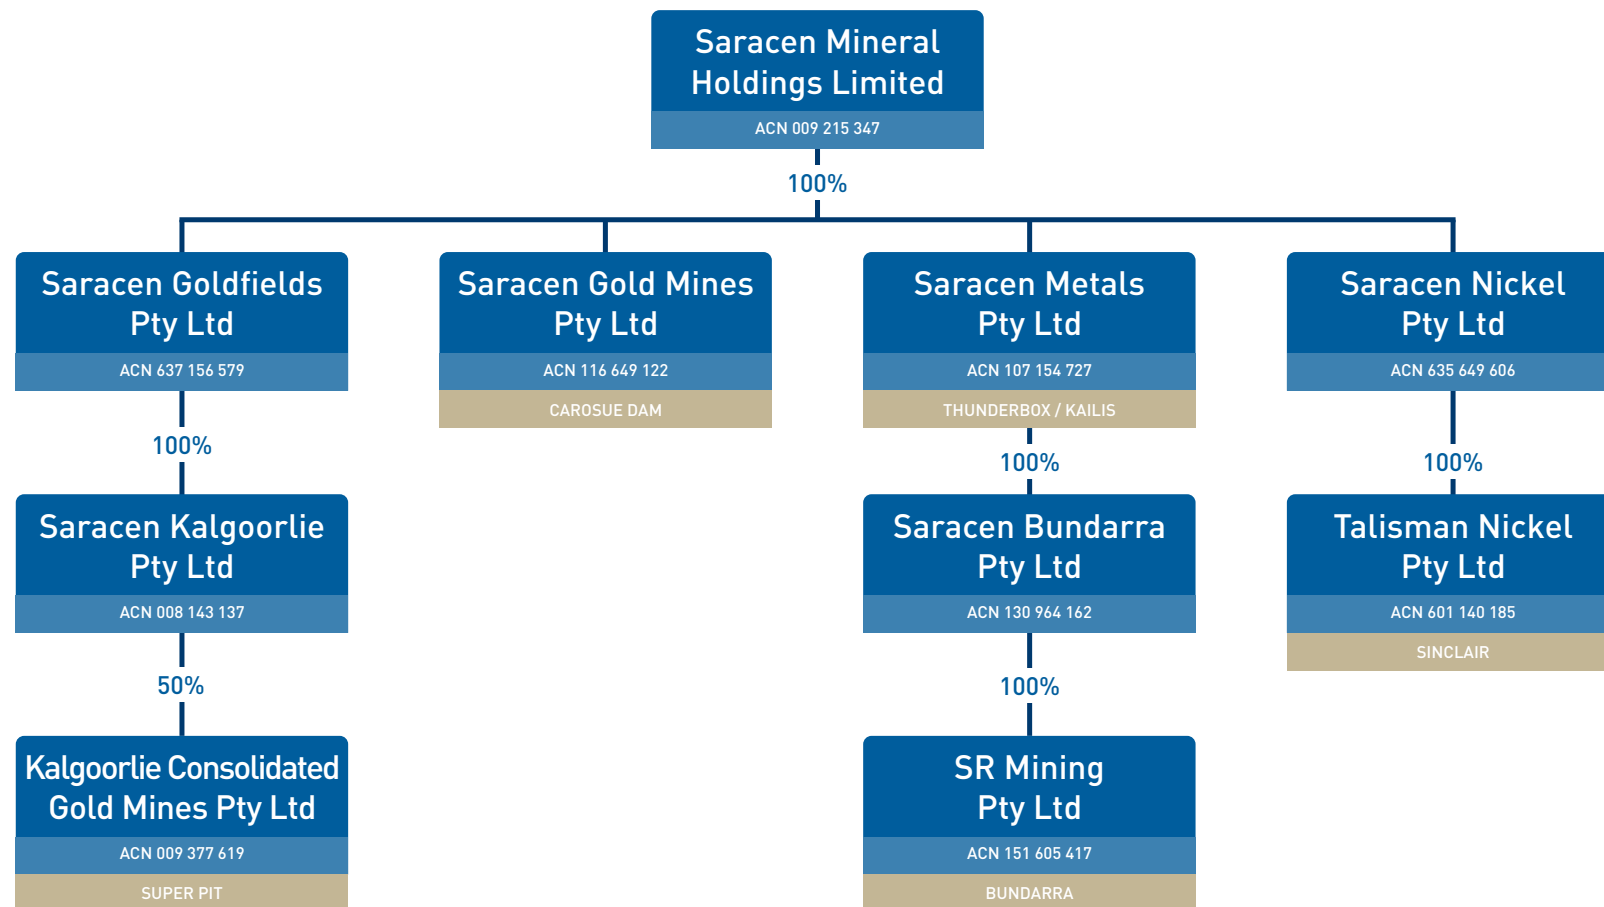 Saracen Mineral
Holdings Limited
ACN 009 215 347
100%
Saracen Goldfields
Pty Ltd
ACN 637 156 579
Saracen Gold Mines
Pty Ltd
ACN 116 649 122
CAROSUE DAM
Saracen Metals
Pty Ltd
ACN 107 154 727
THUNDERBOX / KAILIS
Saracen Nickel
Pty Ltd
ACN 635 649 606
100%
100%
100%
Saracen Kalgoorlie
Pty Ltd
ACN 008 143 137
Saracen Bundarra
Pty Ltd
ACN 130 964 162
Talisman Nickel
Pty Ltd
ACN 601 140 185
SINCLAIR
50%
100%
Kalgoorlie Consolidated
Gold Mines Pty Ltd
ACN 009 377 619
SUPER PIT
SR Mining
Pty Ltd
ACN 151 605 417
BUNDARRA